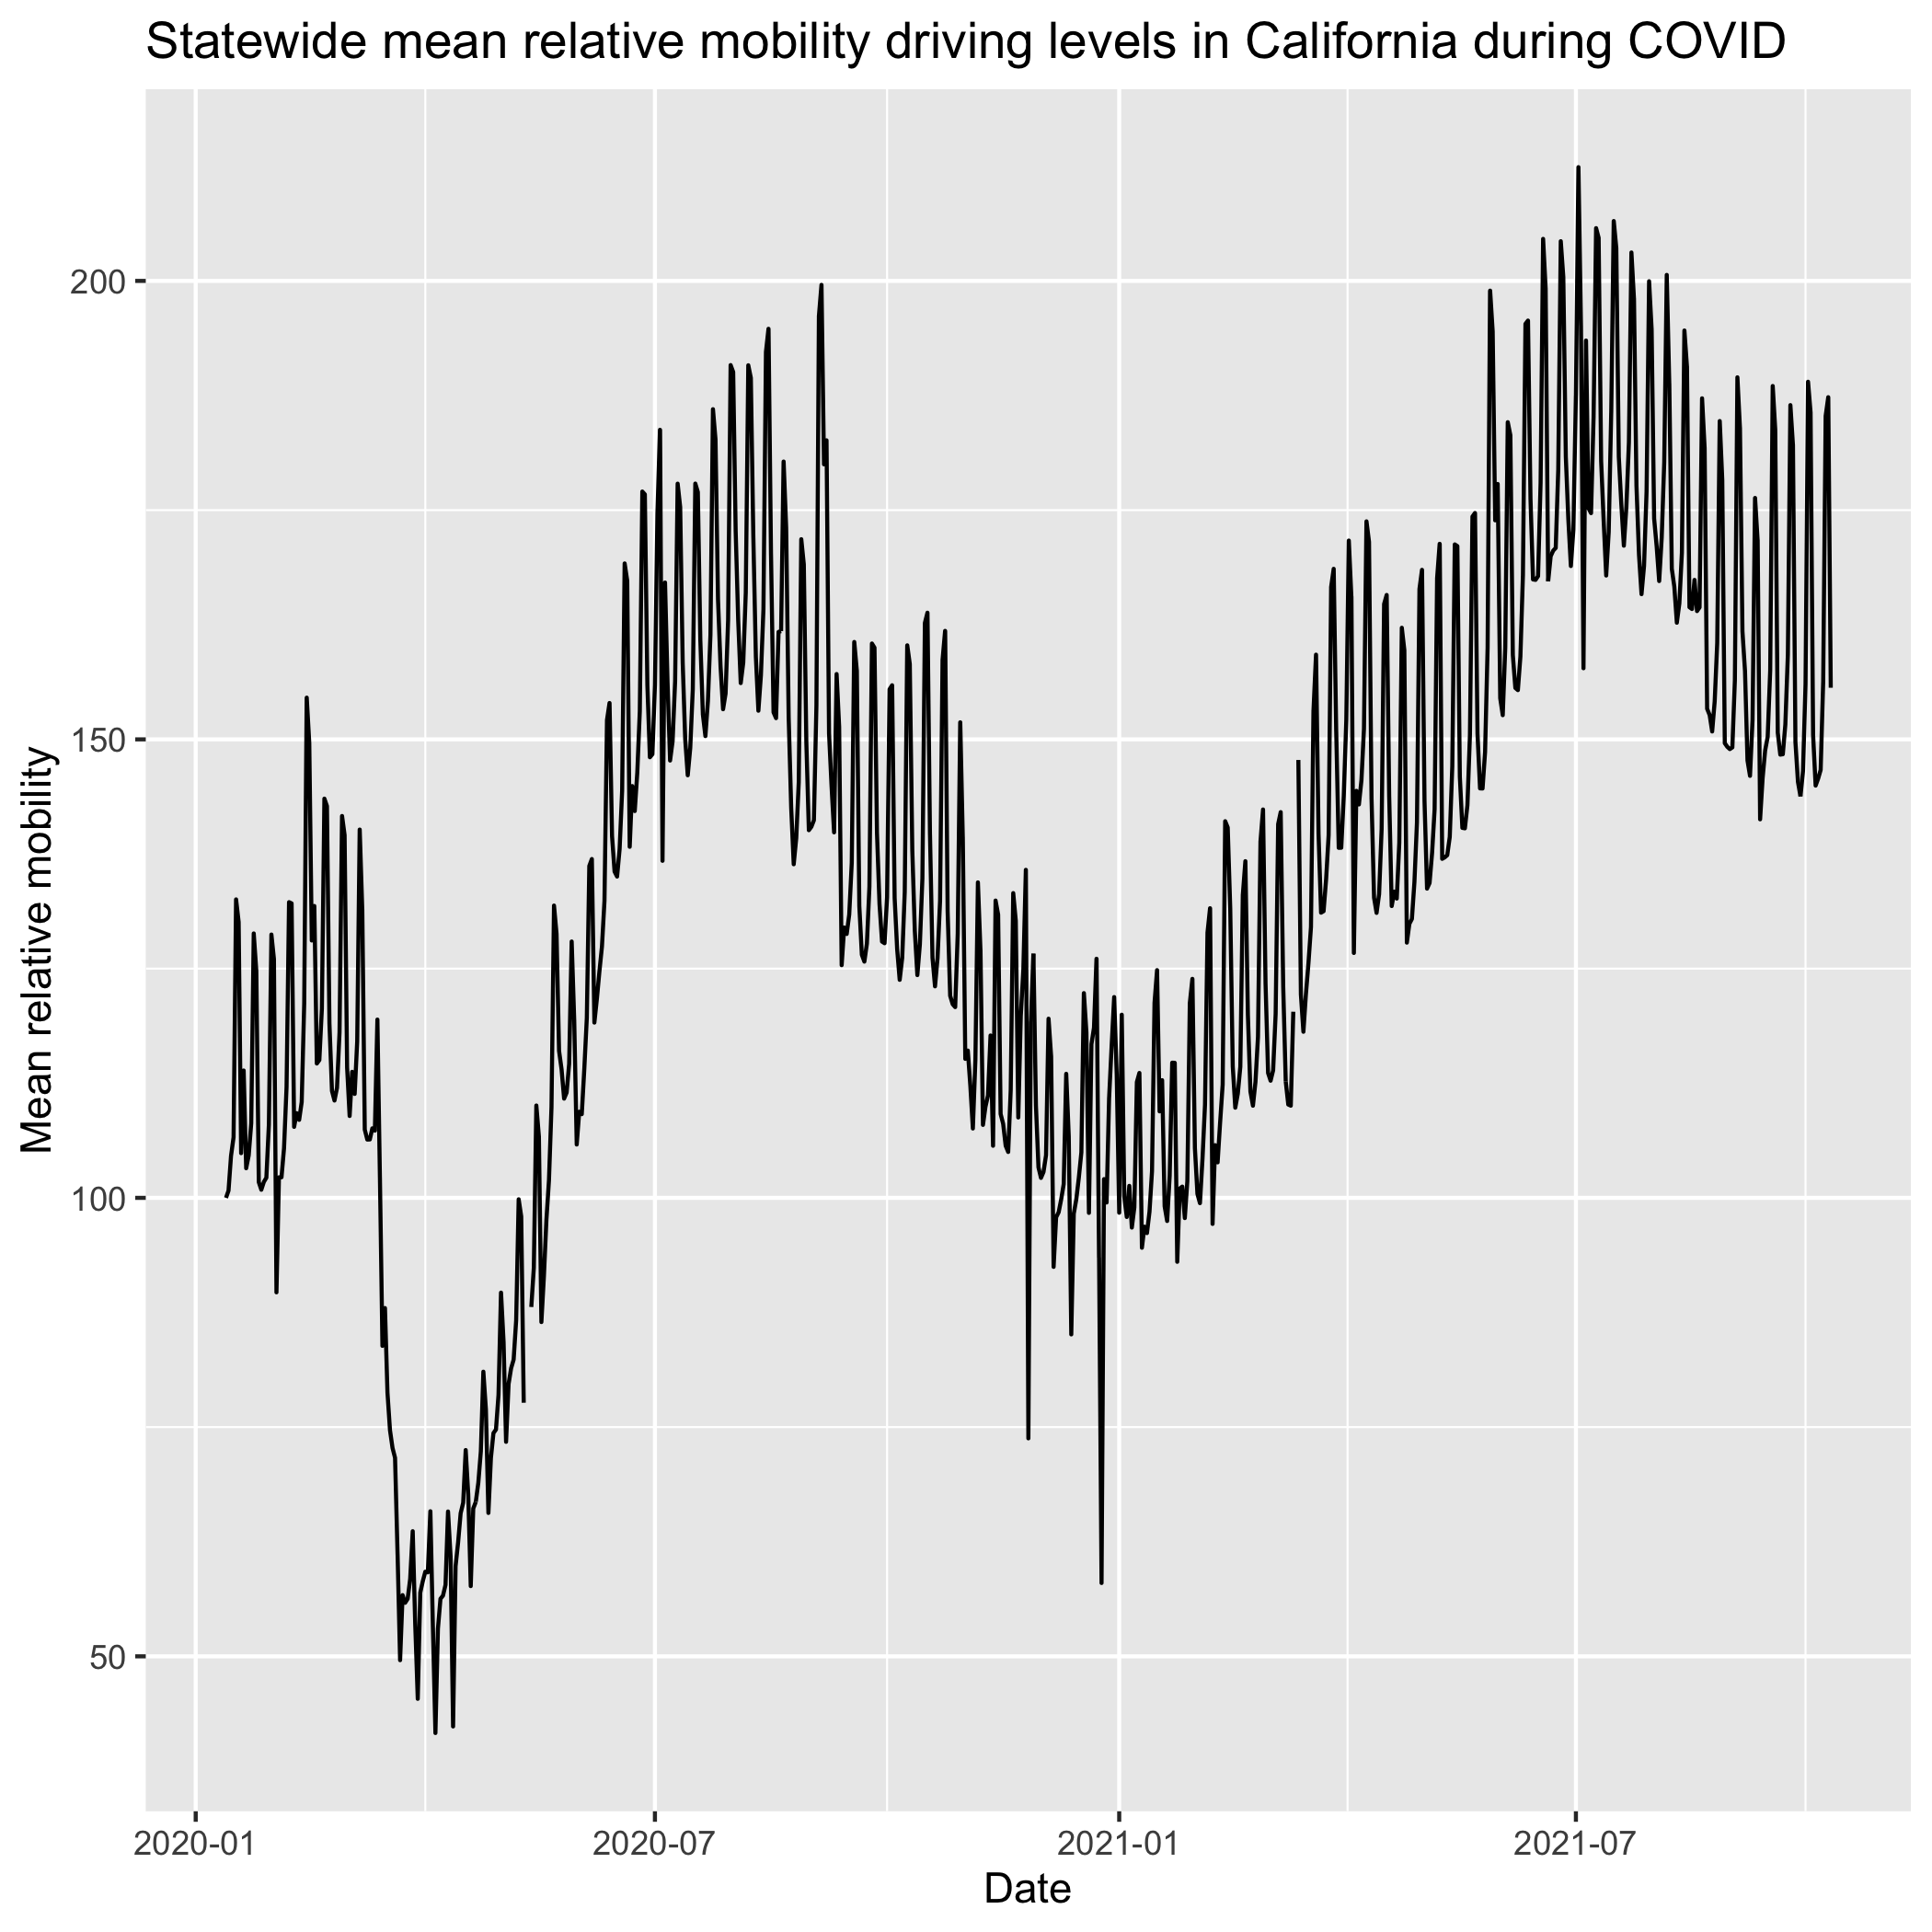 Statewide mean relative mobility driving levels in California during COVID
200
150
100
50
Mean relative mobility
2020-01
2020-07
2021-01
2021-07
Date